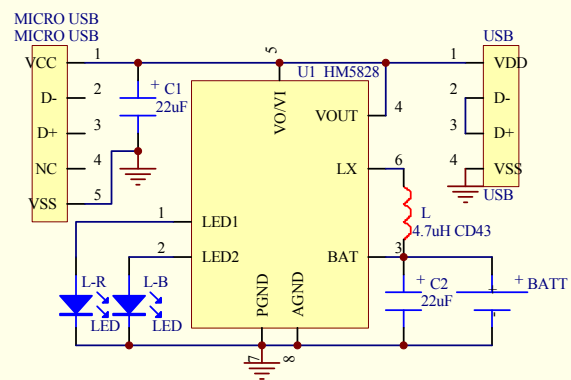 MICRO USB
MICRO USB
VCC
1
D-
2
D+
3
NC
4
VSS
5
+ C1
22uF
5
U1 HM5828
VO/VI
VOUT
4
LX
6
LED1
1
LED2
2
BAT
3
PGND
AGND
7
8
L
4.7uH CD43
USB
1
VDD
2
D-
3
D+
4
VSS
USB
L-R
LED
L-B
LED
+ C2
22uF
+ BATT
+
-